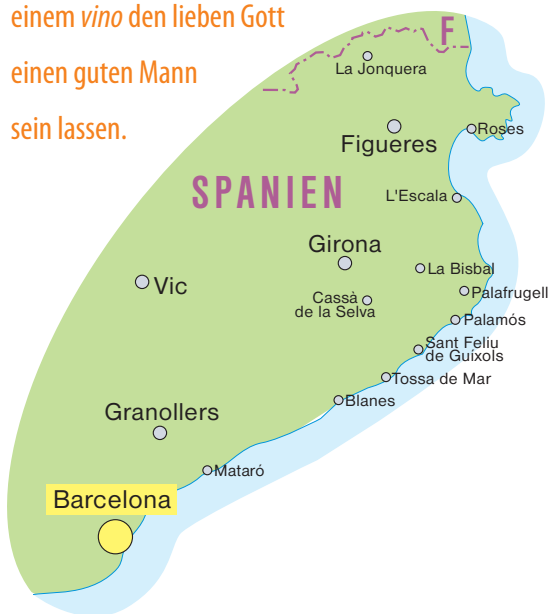 einem vino den lieben Gott
einen guten Mann
sein lassen.
F
La Jonquera
Figueres
Roses
SPANIEN
L'Escala
Girona
La Bisbal
Vic
Palafrugell
Cassà
de la Selva
Palamós
Sant Feliu
de Guíxols
Tossa de Mar
Blanes
Granollers
Mataró
Barcelona